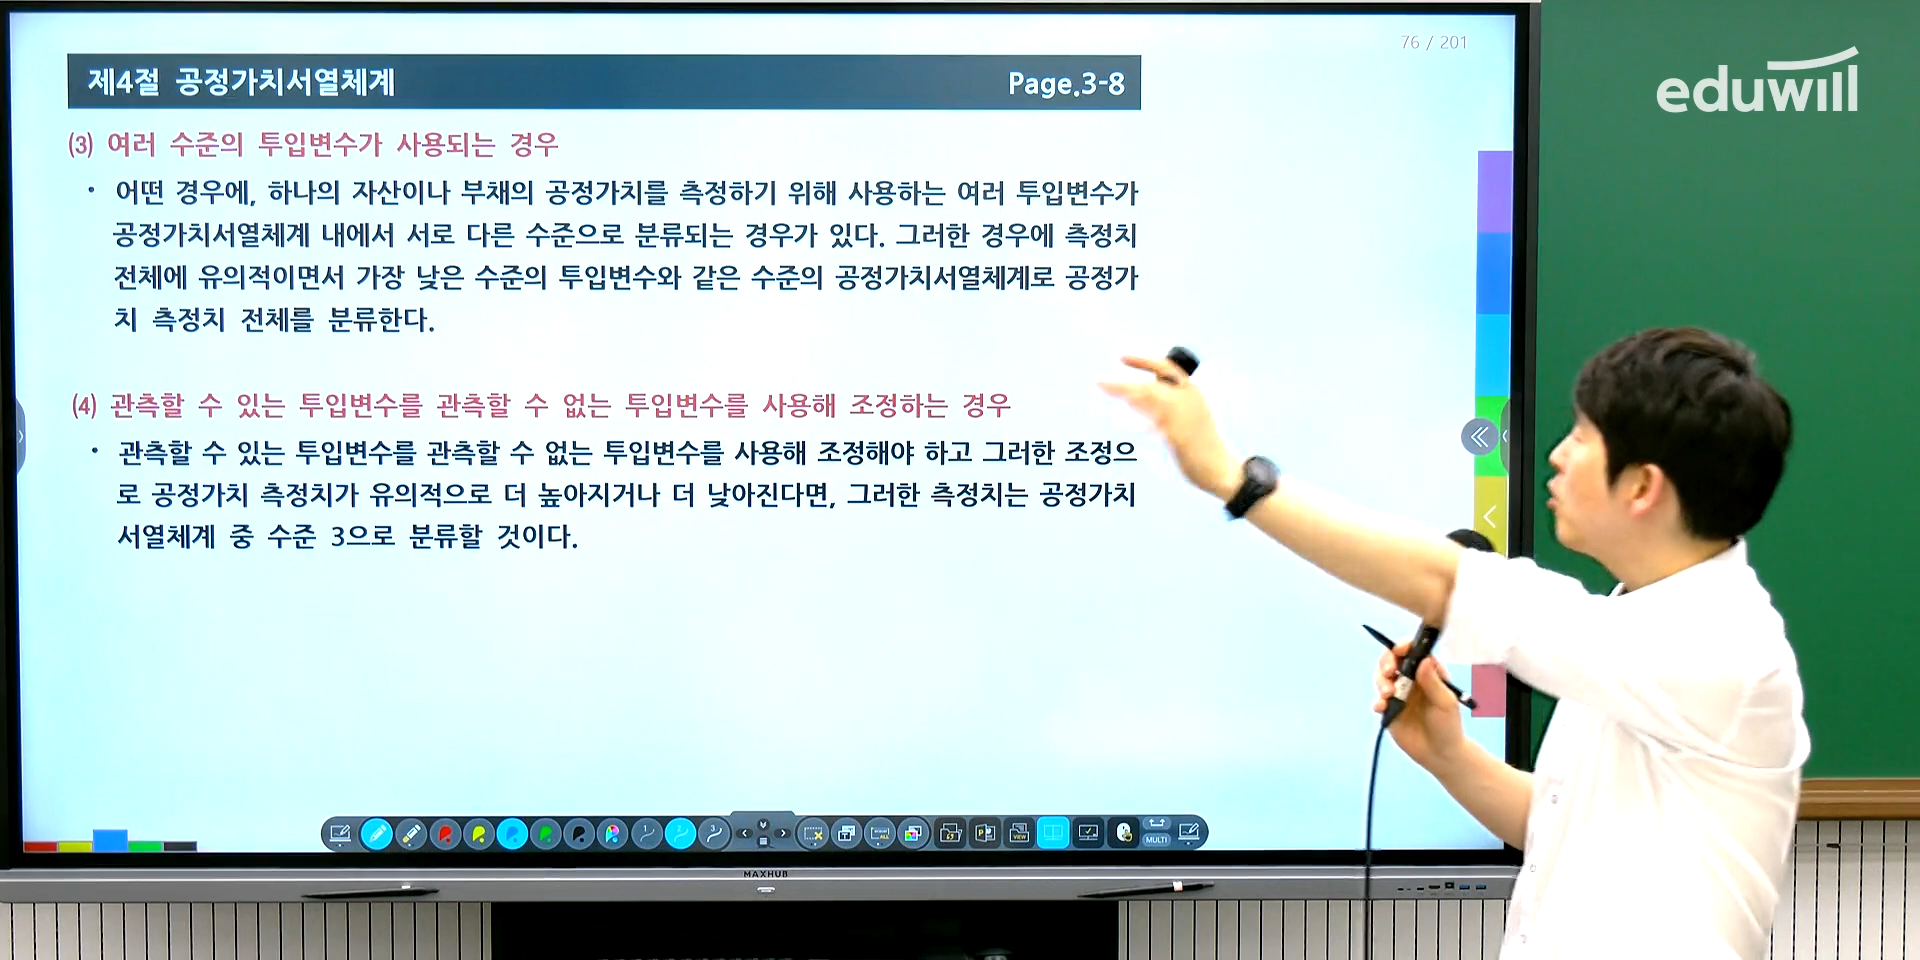 76 / 201
eduwill
제4절 공정가치서열체계 Page.3-8
(3) 여러 수준의 투입변수가 사용되는 경우
• 어떤 경우에, 하나의 자산이나 부채의 공정가치를 측정하기 위해 사용하는 여러 투입변수가
공정가치서열체계 내에서 서로 다른 수준으로 분류되는 경우가 있다. 그러한 경우에 측정치
전체에 유의적이면서 가장 낮은 수준의 투입변수와 같은 수준의 공정가치서열체계로 공정가
치 측정치 전체를 분류한다.
(4) 관측할 수 있는 투입변수를 관측할 수 없는 투입변수를 사용해 조정하는 경우
• 관측할 수 있는 투입변수를 관측할 수 없는 투입변수를 사용해 조정해야 하고 그러한 조정으
로 공정가치 측정치가 유의적으로 더 높아지거나 더 낮아진다면, 그러한 측정치는 공정가치
서열체계 중 수준 3으로 분류할 것이다.
MULTI
MAXHUB